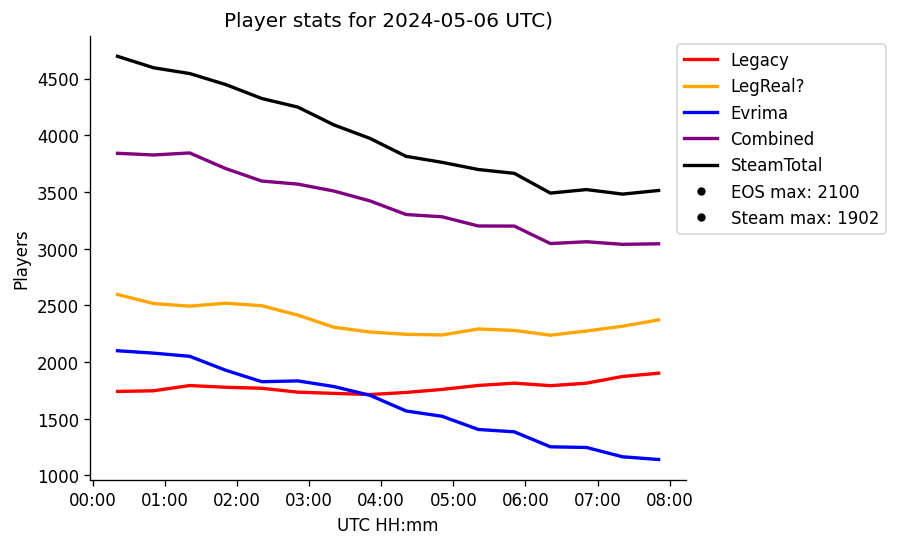 Player stats for 2024-05-06 UTC)
Legacy
LegReal?
Evrima
Combined
SteamTotal
EOS max: 2100
Steam max: 1902
Players
4500
4000
3500
3000
2500
2000
1500
1000
00:00 01:00 02:00 03:00 04:00 05:00 06:00 07:00 08:00
UTC HH:mm